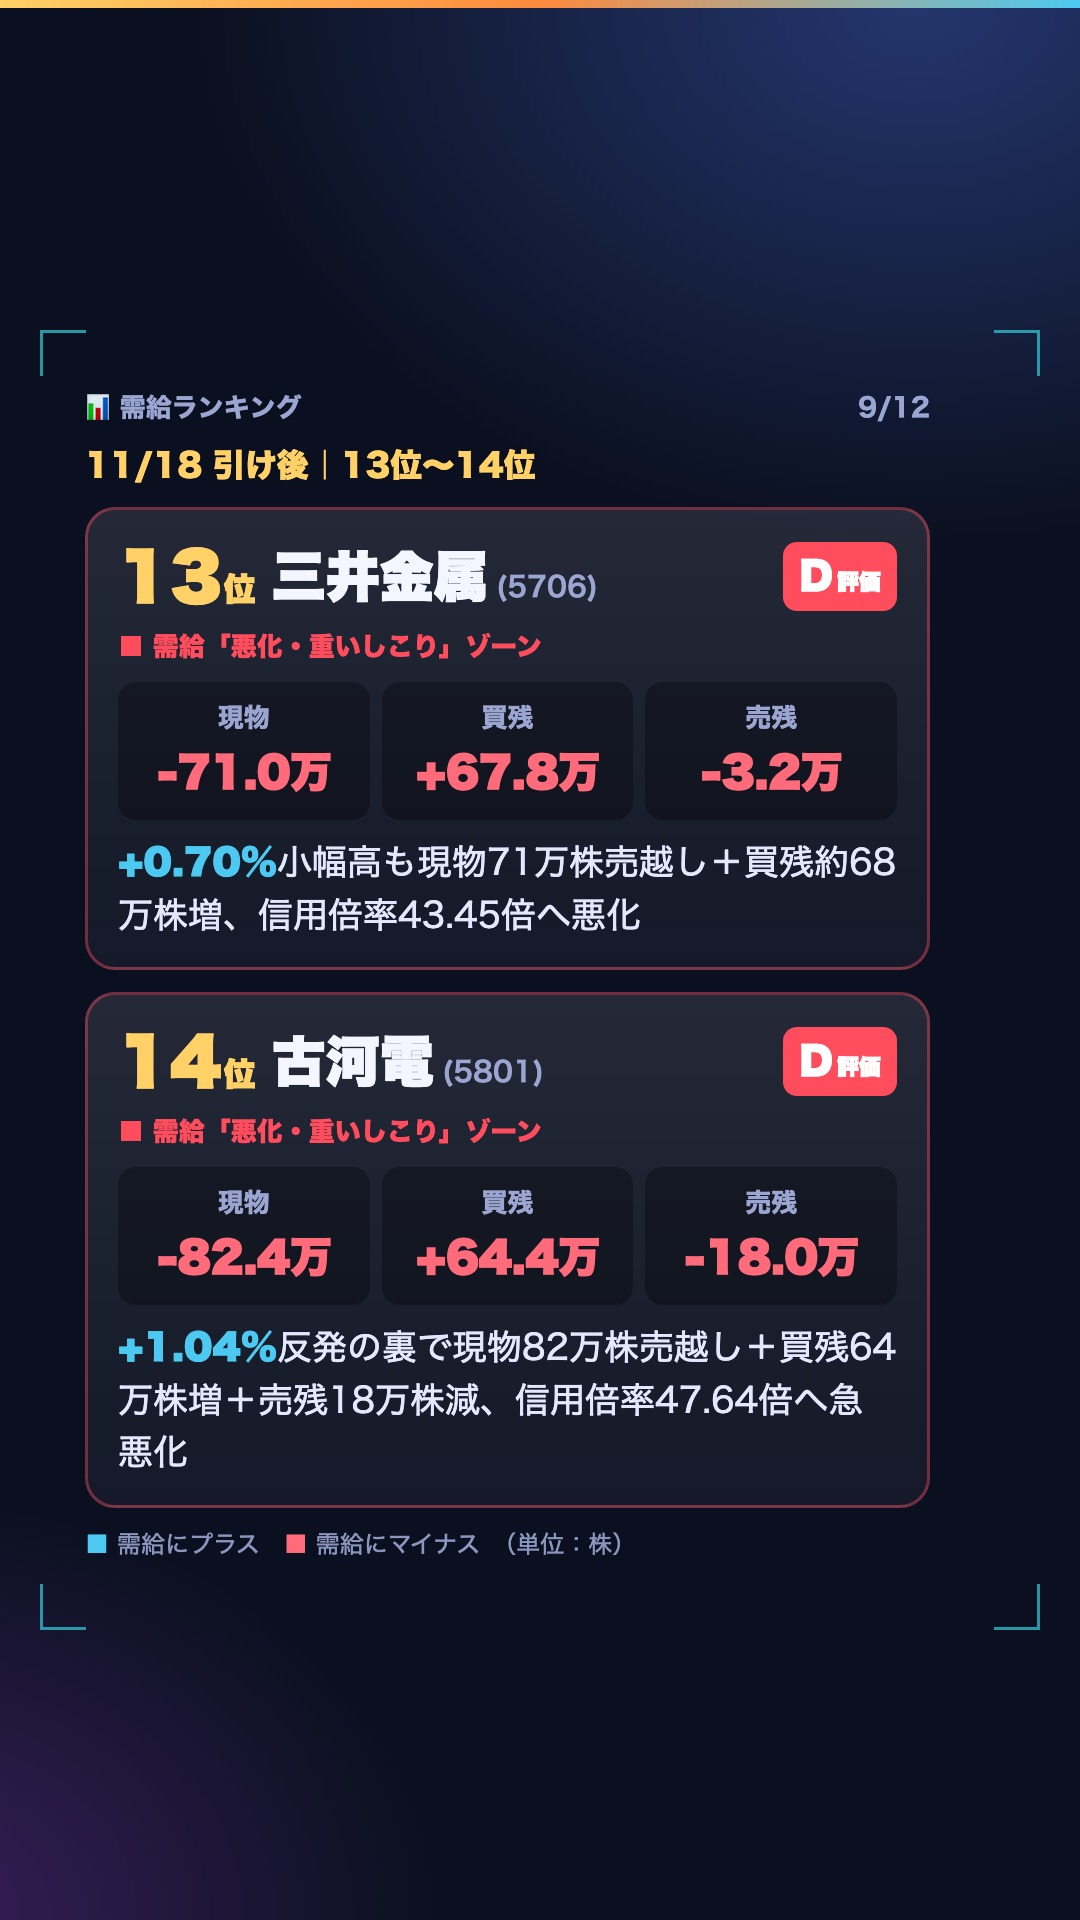 📊 需給ランキング 9/12
11/18 引け後｜13位〜14位
13位 三井金属 (5706) D評価
■ 需給「悪化・重いしこり」ゾーン
現物 買残 売残
-71.0万 +67.8万 -3.2万
+0.70%小幅高も現物71万株売越し＋買残約68
万株増、信用倍率43.45倍へ悪化
14位 古河電 (5801) D評価
■ 需給「悪化・重いしこり」ゾーン
現物 買残 売残
-82.4万 +64.4万 -18.0万
+1.04%反発の裏で現物82万株売越し＋買残64
万株増＋売残18万株減、信用倍率47.64倍へ急
悪化
■ 需給にプラス ■ 需給にマイナス （単位：株）